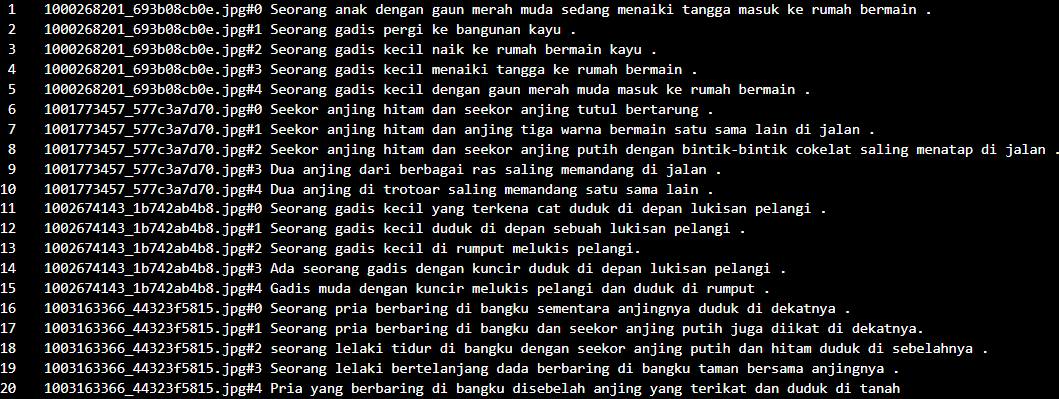 1 1000268201_693b08cb0e.jpg#0 Seorang anak dengan gaun merah muda sedang menaiki tangga masuk ke rumah bermain .
2 1000268201_693b08cb0e.jpg#1 Seorang gadis pergi ke bangunan kayu .
3 1000268201_693b08cb0e.jpg#2 Seorang gadis kecil naik ke rumah bermain kayu .
4 1000268201_693b08cb0e.jpg#3 Seorang gadis kecil menaiki tangga ke rumah bermain .
5 1000268201_693b08cb0e.jpg#4 Seorang gadis kecil dengan gaun merah muda masuk ke rumah bermain .
6 1001773457_577c3a7d70.jpg#0 Seekor anjing hitam dan seekor anjing tutul bertarung .
7 1001773457_577c3a7d70.jpg#1 Seekor anjing hitam dan anjing tiga warna bermain satu sama lain di jalan .
8 1001773457_577c3a7d70.jpg#2 Seekor anjing hitam dan seekor anjing putih dengan bintik-bintik cokelat saling menatap di jalan .
9 1001773457_577c3a7d70.jpg#3 Dua anjing dari berbagai ras saling memandang di jalan .
10 1001773457_577c3a7d70.jpg#4 Dua anjing di trotoar saling memandang satu sama lain .
11 1002674143_1b742ab4b8.jpg#0 Seorang gadis kecil yang terkena cat duduk di depan lukisan pelangi .
12 1002674143_1b742ab4b8.jpg#1 Seorang gadis kecil duduk di depan sebuah lukisan pelangi .
13 1002674143_1b742ab4b8.jpg#2 Seorang gadis kecil di rumput melukis pelangi.
14 1002674143_1b742ab4b8.jpg#3 Ada seorang gadis dengan kuncir duduk di depan lukisan pelangi .
15 1002674143_1b742ab4b8.jpg#4 Gadis muda dengan kuncir melukis pelangi dan duduk di rumput .
16 1003163366_44323f5815.jpg#0 Seorang pria berbaring di bangku sementara anjingnya duduk di dekatnya .
17 1003163366_44323f5815.jpg#1 Seorang pria berbaring di bangku dan seekor anjing putih juga diikat di dekatnya.
18 1003163366_44323f5815.jpg#2 seorang lelaki tidur di bangku dengan seekor anjing putih dan hitam duduk di sebelahnya .
19 1003163366_44323f5815.jpg#3 Seorang lelaki bertelanjang dada berbaring di bangku taman bersama anjingnya .
20 1003163366_44323f5815.jpg#4 Pria yang berbaring di bangku disebelah anjing yang terikat dan duduk di tanah